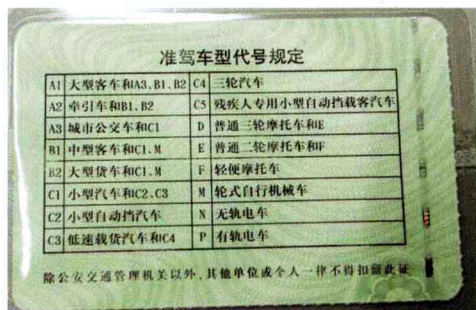 准驾车型代号规定
A1 大型客车和A3、B1、B2 C4 三轮汽车
A2 牵引车和B1、B2 C5 残疾人专用小型自动挡载客汽车
A3 城市公交车和C1 D 普通三轮摩托车和E
B1 中型客车和C1、M E 普通二轮摩托车和F
B2 大型货车和C1、M F 轻便摩托车
C1 小型汽车和C2、C3 M 轮式自行机械车
C2 小型自动挡汽车 N 无轨电车
C3 低速载货汽车和C4 P 有轨电车
除公安交通管理机关以外，其他单位或个人一律不得扣留此证